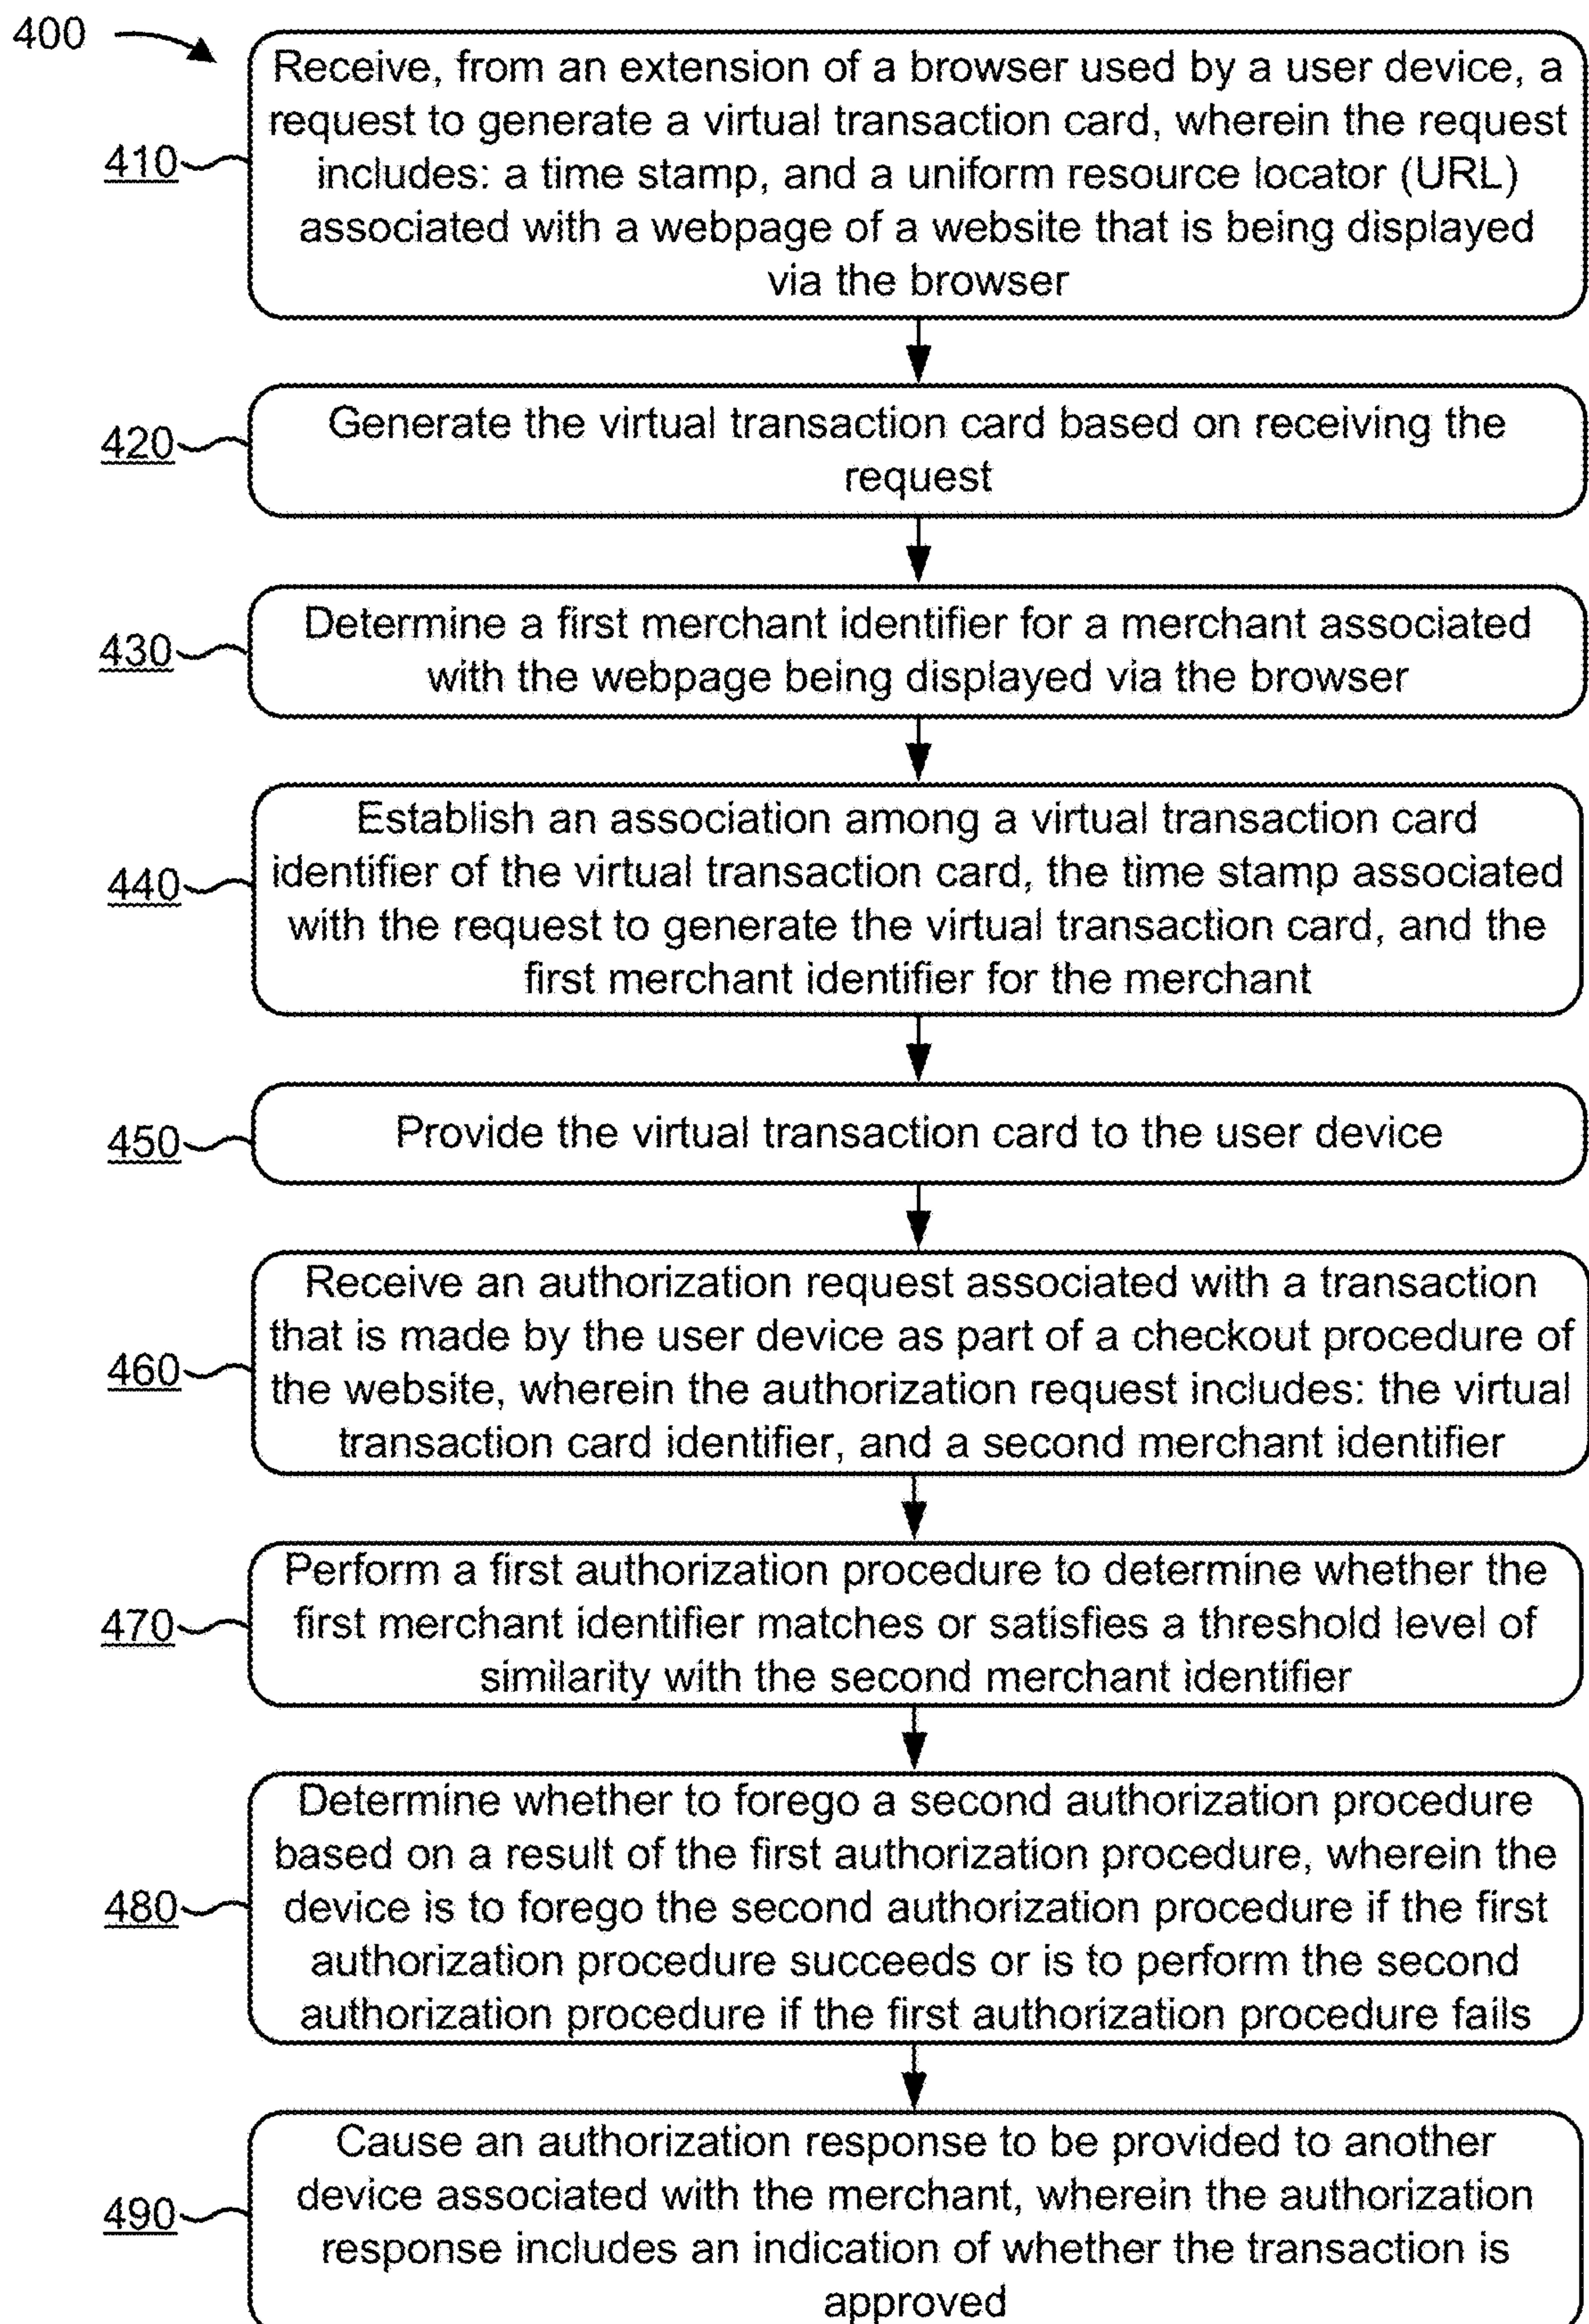 400
Receive, from an extension of a browser used by a user device, a
request to generate a virtual transaction card, wherein the request
410
includes: a time stamp, and a uniform resource locator (URL)
associated with a webpage of a website that is being displayed
via the browser
420
Generate the virtual transaction card based on receiving the
request
430
Determine a first merchant identifier for a merchant associated
with the webpage being displayed via the browser
440
Establish an association among a virtual transaction card
identifier of the virtual transaction card, the time stamp associated
with the request to generate the virtual transaction card, and the
first merchant identifier for the merchant
450
Provide the virtual transaction card to the user device
460
Receive an authorization request associated with a transaction
that is made by the user device as part of a checkout procedure of
the website, wherein the authorization request includes: the virtual
transaction card identifier, and a second merchant identifier
470
Perform a first authorization procedure to determine whether the
first merchant identifier matches or satisfies a threshold level of
similarity with the second merchant identifier
480
Determine whether to forego a second authorization procedure
based on a result of the first authorization procedure, wherein the
device is to forego the second authorization procedure if the first
authorization procedure succeeds or is to perform the second
authorization procedure if the first authorization procedure fails
490
Cause an authorization response to be provided to another
device associated with the merchant, wherein the authorization
response includes an indication of whether the transaction is
approved